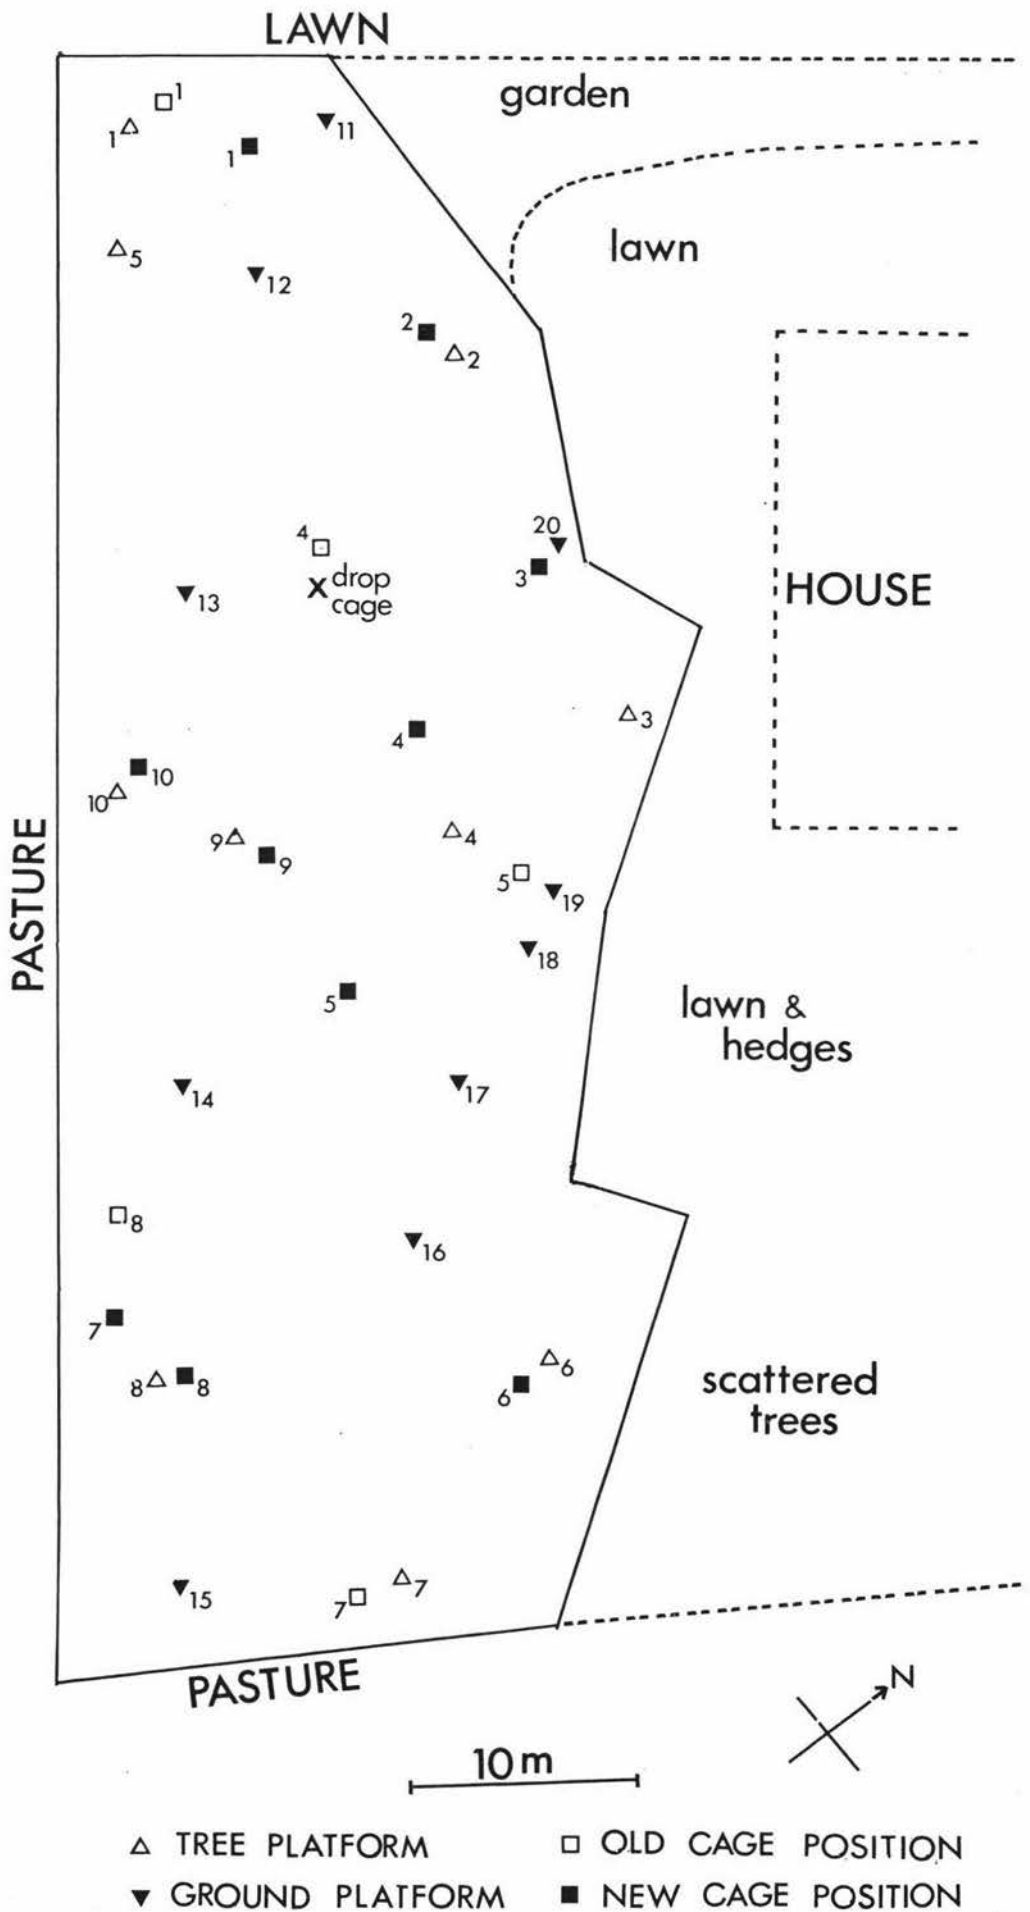 LAWN
garden
1
1
1
11
5
12
lawn
2
2
4
20
3
drop
cage
x
13
HOUSE
3
4
10
10
9
9
4
5
19
18
PASTURE
5
lawn &
hedges
14
17
8
16
7
8
8
6
6
scattered
trees
15
7
7
PASTURE
N
10 m
TREE PLATFORM
OLD CAGE POSITION
GROUND PLATFORM
NEW CAGE POSITION